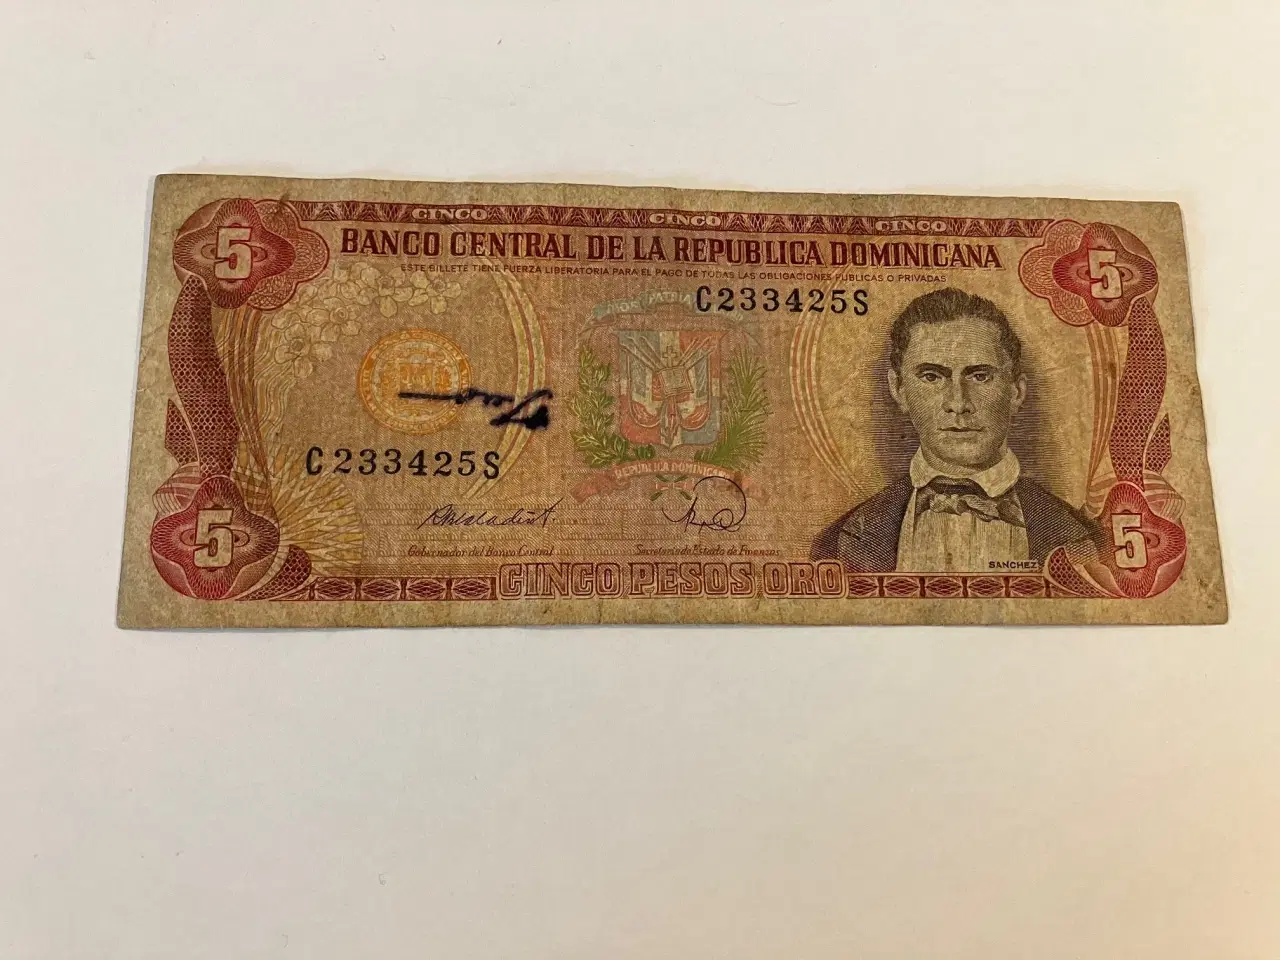 CINCO CINCO CINCO
5 5
BANCO CENTRAL DE LA REPUBLICA DOMINICANA
ESTE BILLETE TIENE FUERZA LIBERATORIA PARA EL PAGO DE TODAS LAS OBLIGACIONES PUBLICAS O PRIVADAS
C233425S
C233425S
REPUBLICA DOMINICANA
Gobernador del Banco Central Secretario de Estado de Finanzas
SANCHEZ
5 CINCO PESOS ORO 5